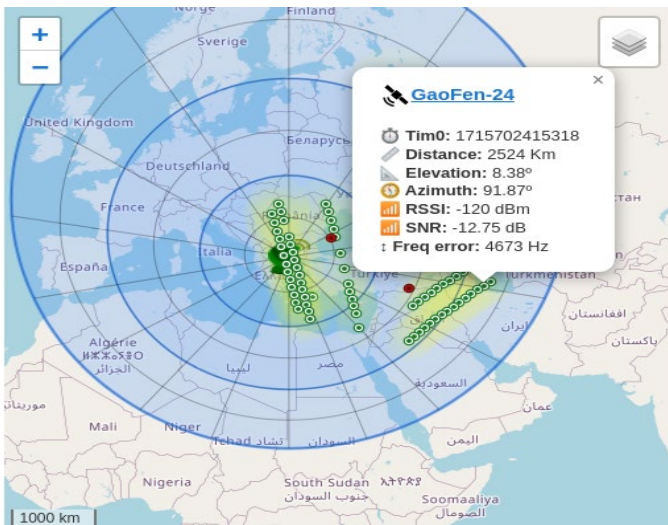 +
−
Norge
Finland
Sverige
×
GaoFen-24
Tim0: 1715702415318
Distance: 2524 Km
Elevation: 8.38º
Azimuth: 91.87º
RSSI: -120 dBm
SNR: -12.75 dB
Freq error: 4673 Hz
United Kingdom
Беларусь
Deutschland
France
Italia
España
Türkiye
Türkmenistan
افغانستان
ایران
پاکستان
Algérie
ⵍⵣⵣⴰⵢⴻⵔ
الجزائر
ليبيا
مصر
السعودية
عمان
موريتانيا
Mali
Niger
Tchad تشاد
السودان
اليمن
Nigeria
South Sudan
جنوب السودان
Soomaaliya
الصومال
1000 km